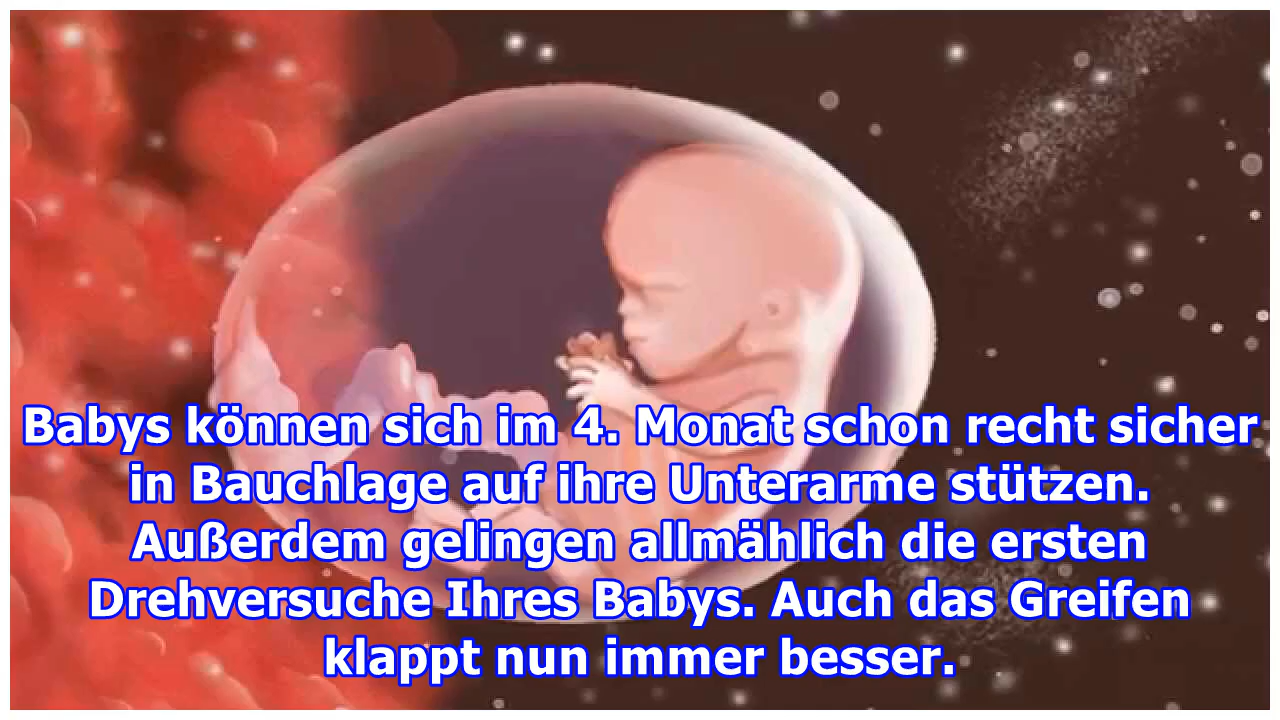 Babys können sich im 4. Monat schon recht sicher
in Bauchlage auf ihre Unterarme stützen.
Außerdem gelingen allmählich die ersten
Drehversuche Ihres Babys. Auch das Greifen
klappt nun immer besser.